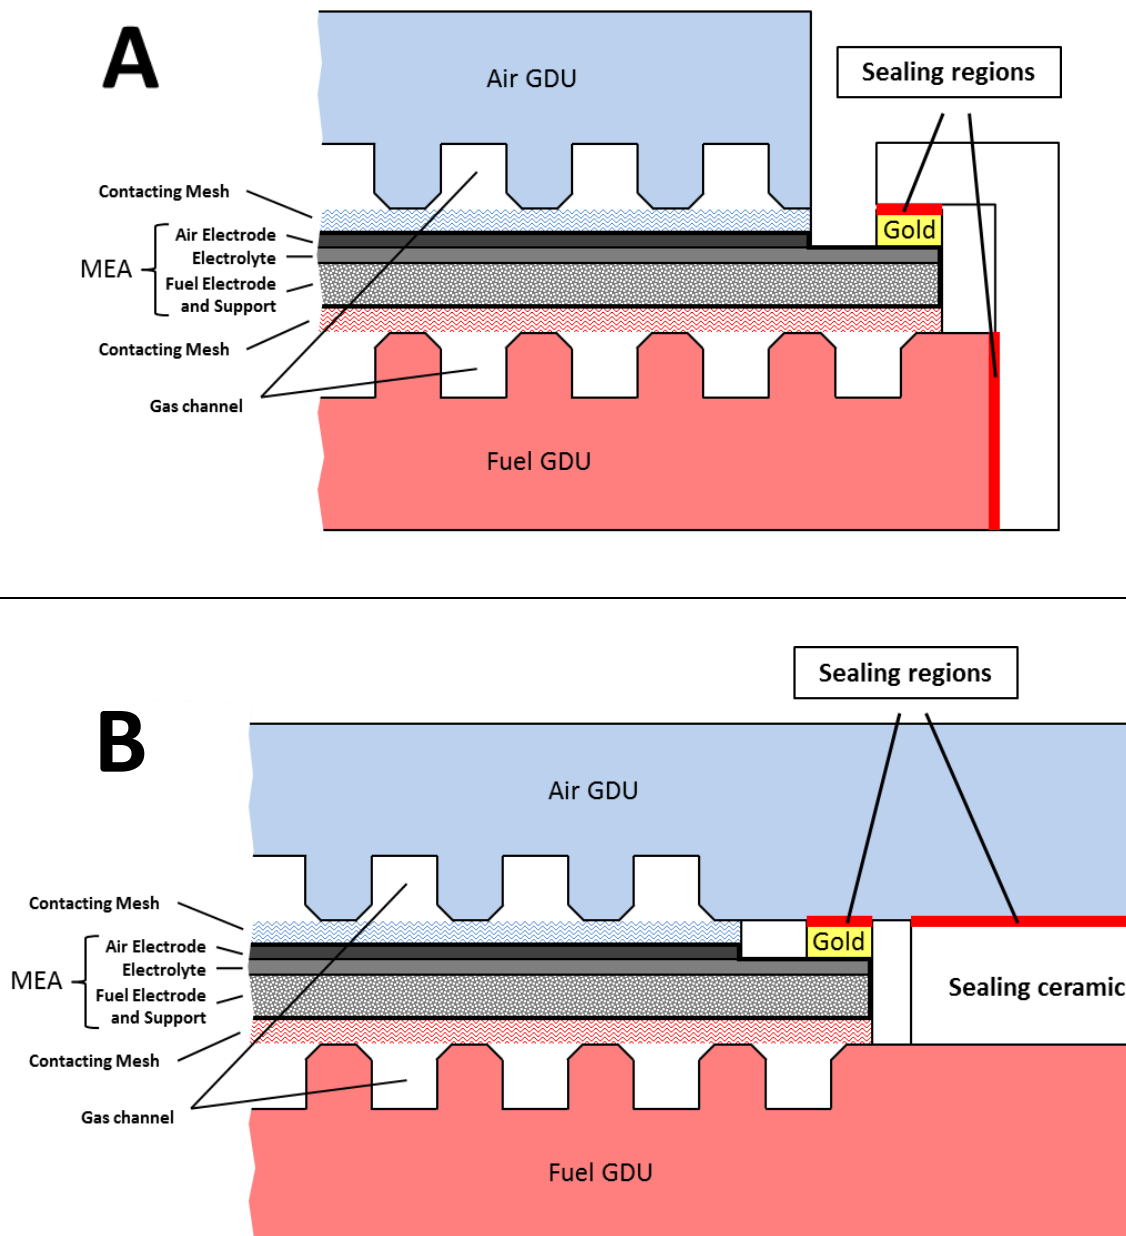 A
Air GDU
Sealing regions
Contacting Mesh
Air Electrode
Gold
MEA
Electrolyte
Fuel Electrode
and Support
Contacting Mesh
Gas channel
Fuel GDU
Sealing regions
B
Air GDU
Contacting Mesh
Air Electrode
Gold
MEA
Electrolyte
Fuel Electrode
and Support
Sealing ceramic
Contacting Mesh
Gas channel
Fuel GDU